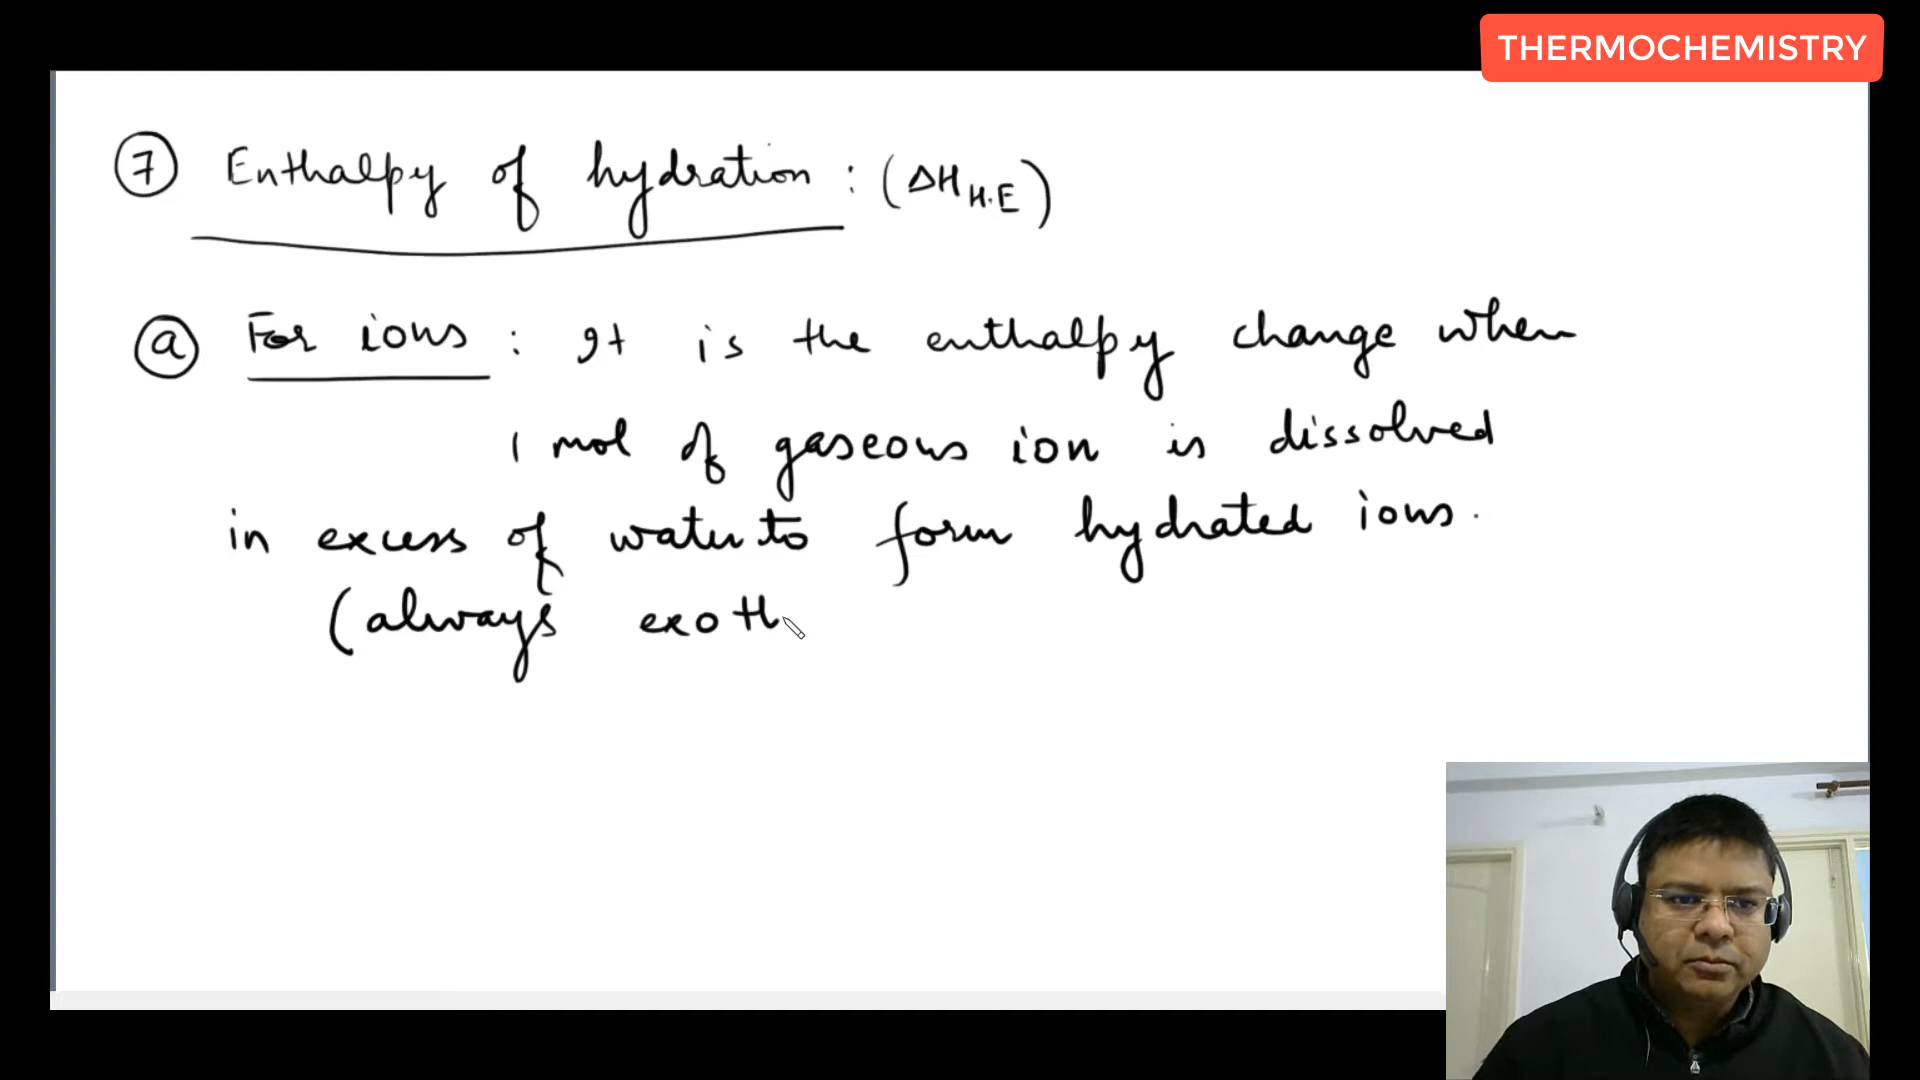 THERMOCHEMISTRY
7 Enthalpy of hydration : (ΔH H.E)
a For ions : It is the enthalpy change when
1 mol of gaseous ion is dissolved
in excess of water to form hydrated ions.
(always exoth